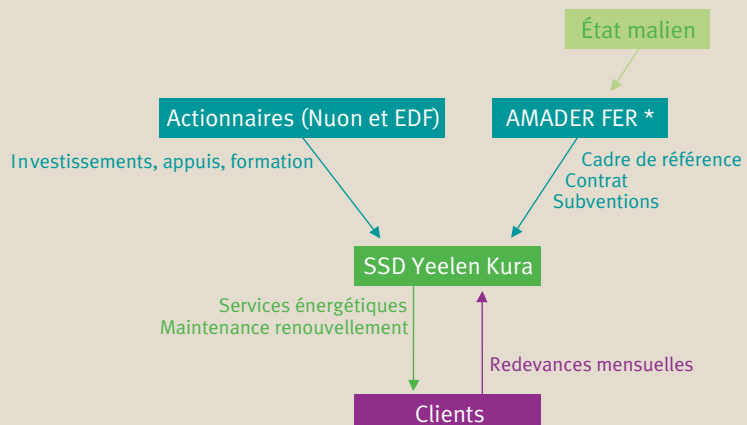 État malien
Actionnaires (Nuon et EDF)
AMADER FER *
Investissements, appuis, formation
Cadre de référence
Contrat
Subventions
SSD Yeelen Kura
Services énergétiques
Maintenance renouvellement
Redevances mensuelles
Clients